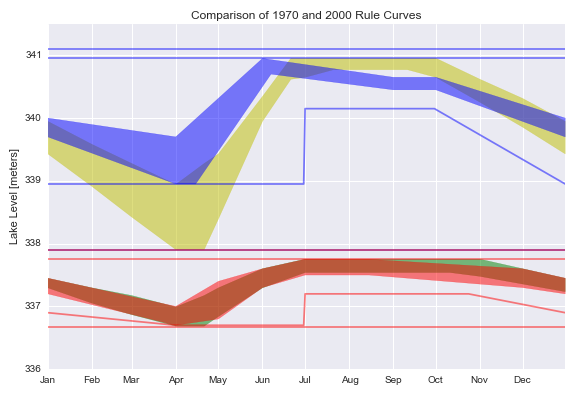 Comparison of 1970 and 2000 Rule Curves
Lake Level [meters]
341
340
339
338
337
336
Jan Feb Mar Apr May Jun Jul Aug Sep Oct Nov Dec